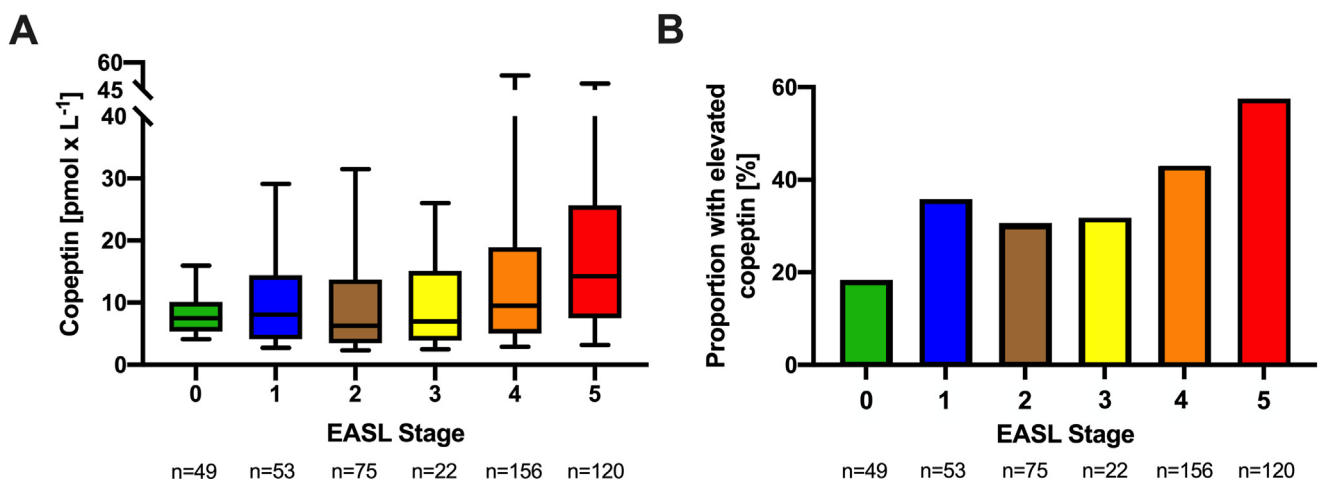 A
Copeptin [pmol x L-1]
60
45
40
30
20
10
0
0 1 2 3 4 5
EASL Stage
n=49 n=53 n=75 n=22 n=156 n=120
B
Proportion with elevated
copeptin [%]
60
40
20
0
0 1 2 3 4 5
EASL Stage
n=49 n=53 n=75 n=22 n=156 n=120